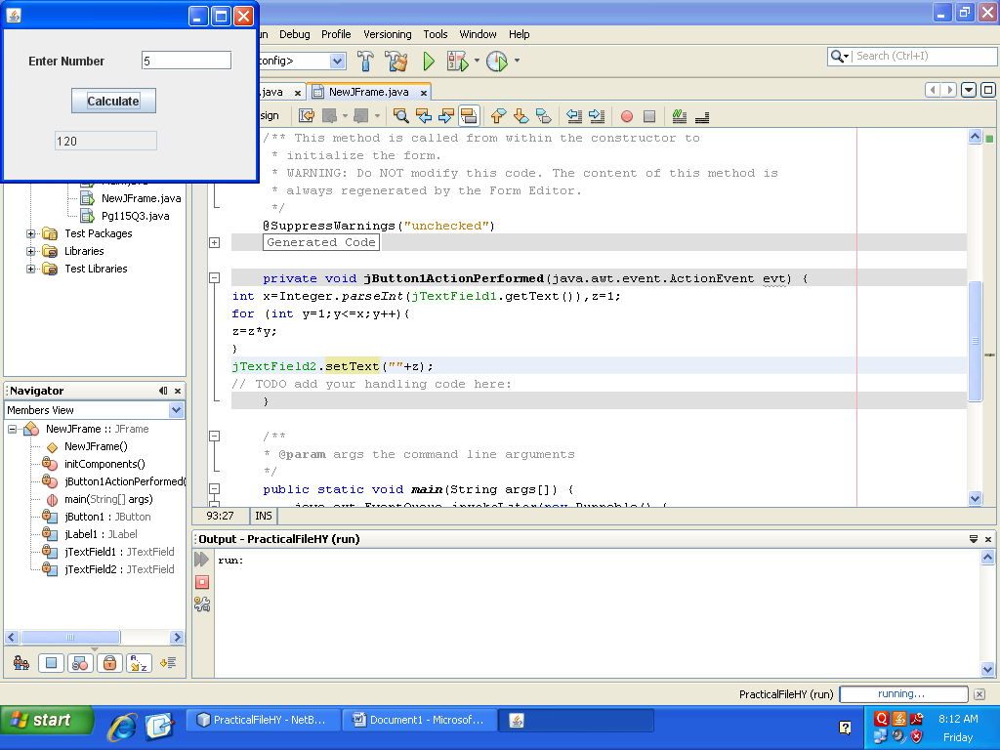 Enter Number 5
Calculate
120
Debug Profile Versioning Tools Window Help
Search (Ctrl+I)
.java x NewJFrame.java x
/** This method is called from within the constructor to
* initialize the form.
* WARNING: Do NOT modify this code. The content of this method is
* always regenerated by the Form Editor.
*/
@SuppressWarnings("unchecked")
Generated Code
private void jButton1ActionPerformed(java.awt.event.ActionEvent evt) {
int x=Integer.parseInt(jTextField1.getText()),z=1;
for (int y=1;y<=x;y++){
z=z*y;
}
jTextField2.setText(""+z);
// TODO add your handling code here:
}
/**
* @param args the command line arguments
*/
public static void main(String args[]) {
java.awt.EventQueue.invokeLater(new Runnable() {
93:27 INS
NewJFrame.java
Pg115Q3.java
Test Packages
Libraries
Test Libraries
Navigator
Members View
NewJFrame :: JFrame
NewJFrame()
initComponents()
jButton1ActionPerformed(
main(String[] args)
jButton1 : JButton
jLabel1 : JLabel
jTextField1 : JTextField
jTextField2 : JTextField
Output - PracticalFileHY (run)
run:
PracticalFileHY (run) running...
start
PracticalFileHY - NetB...
Document1 - Microsof...
8:12 AM
Friday